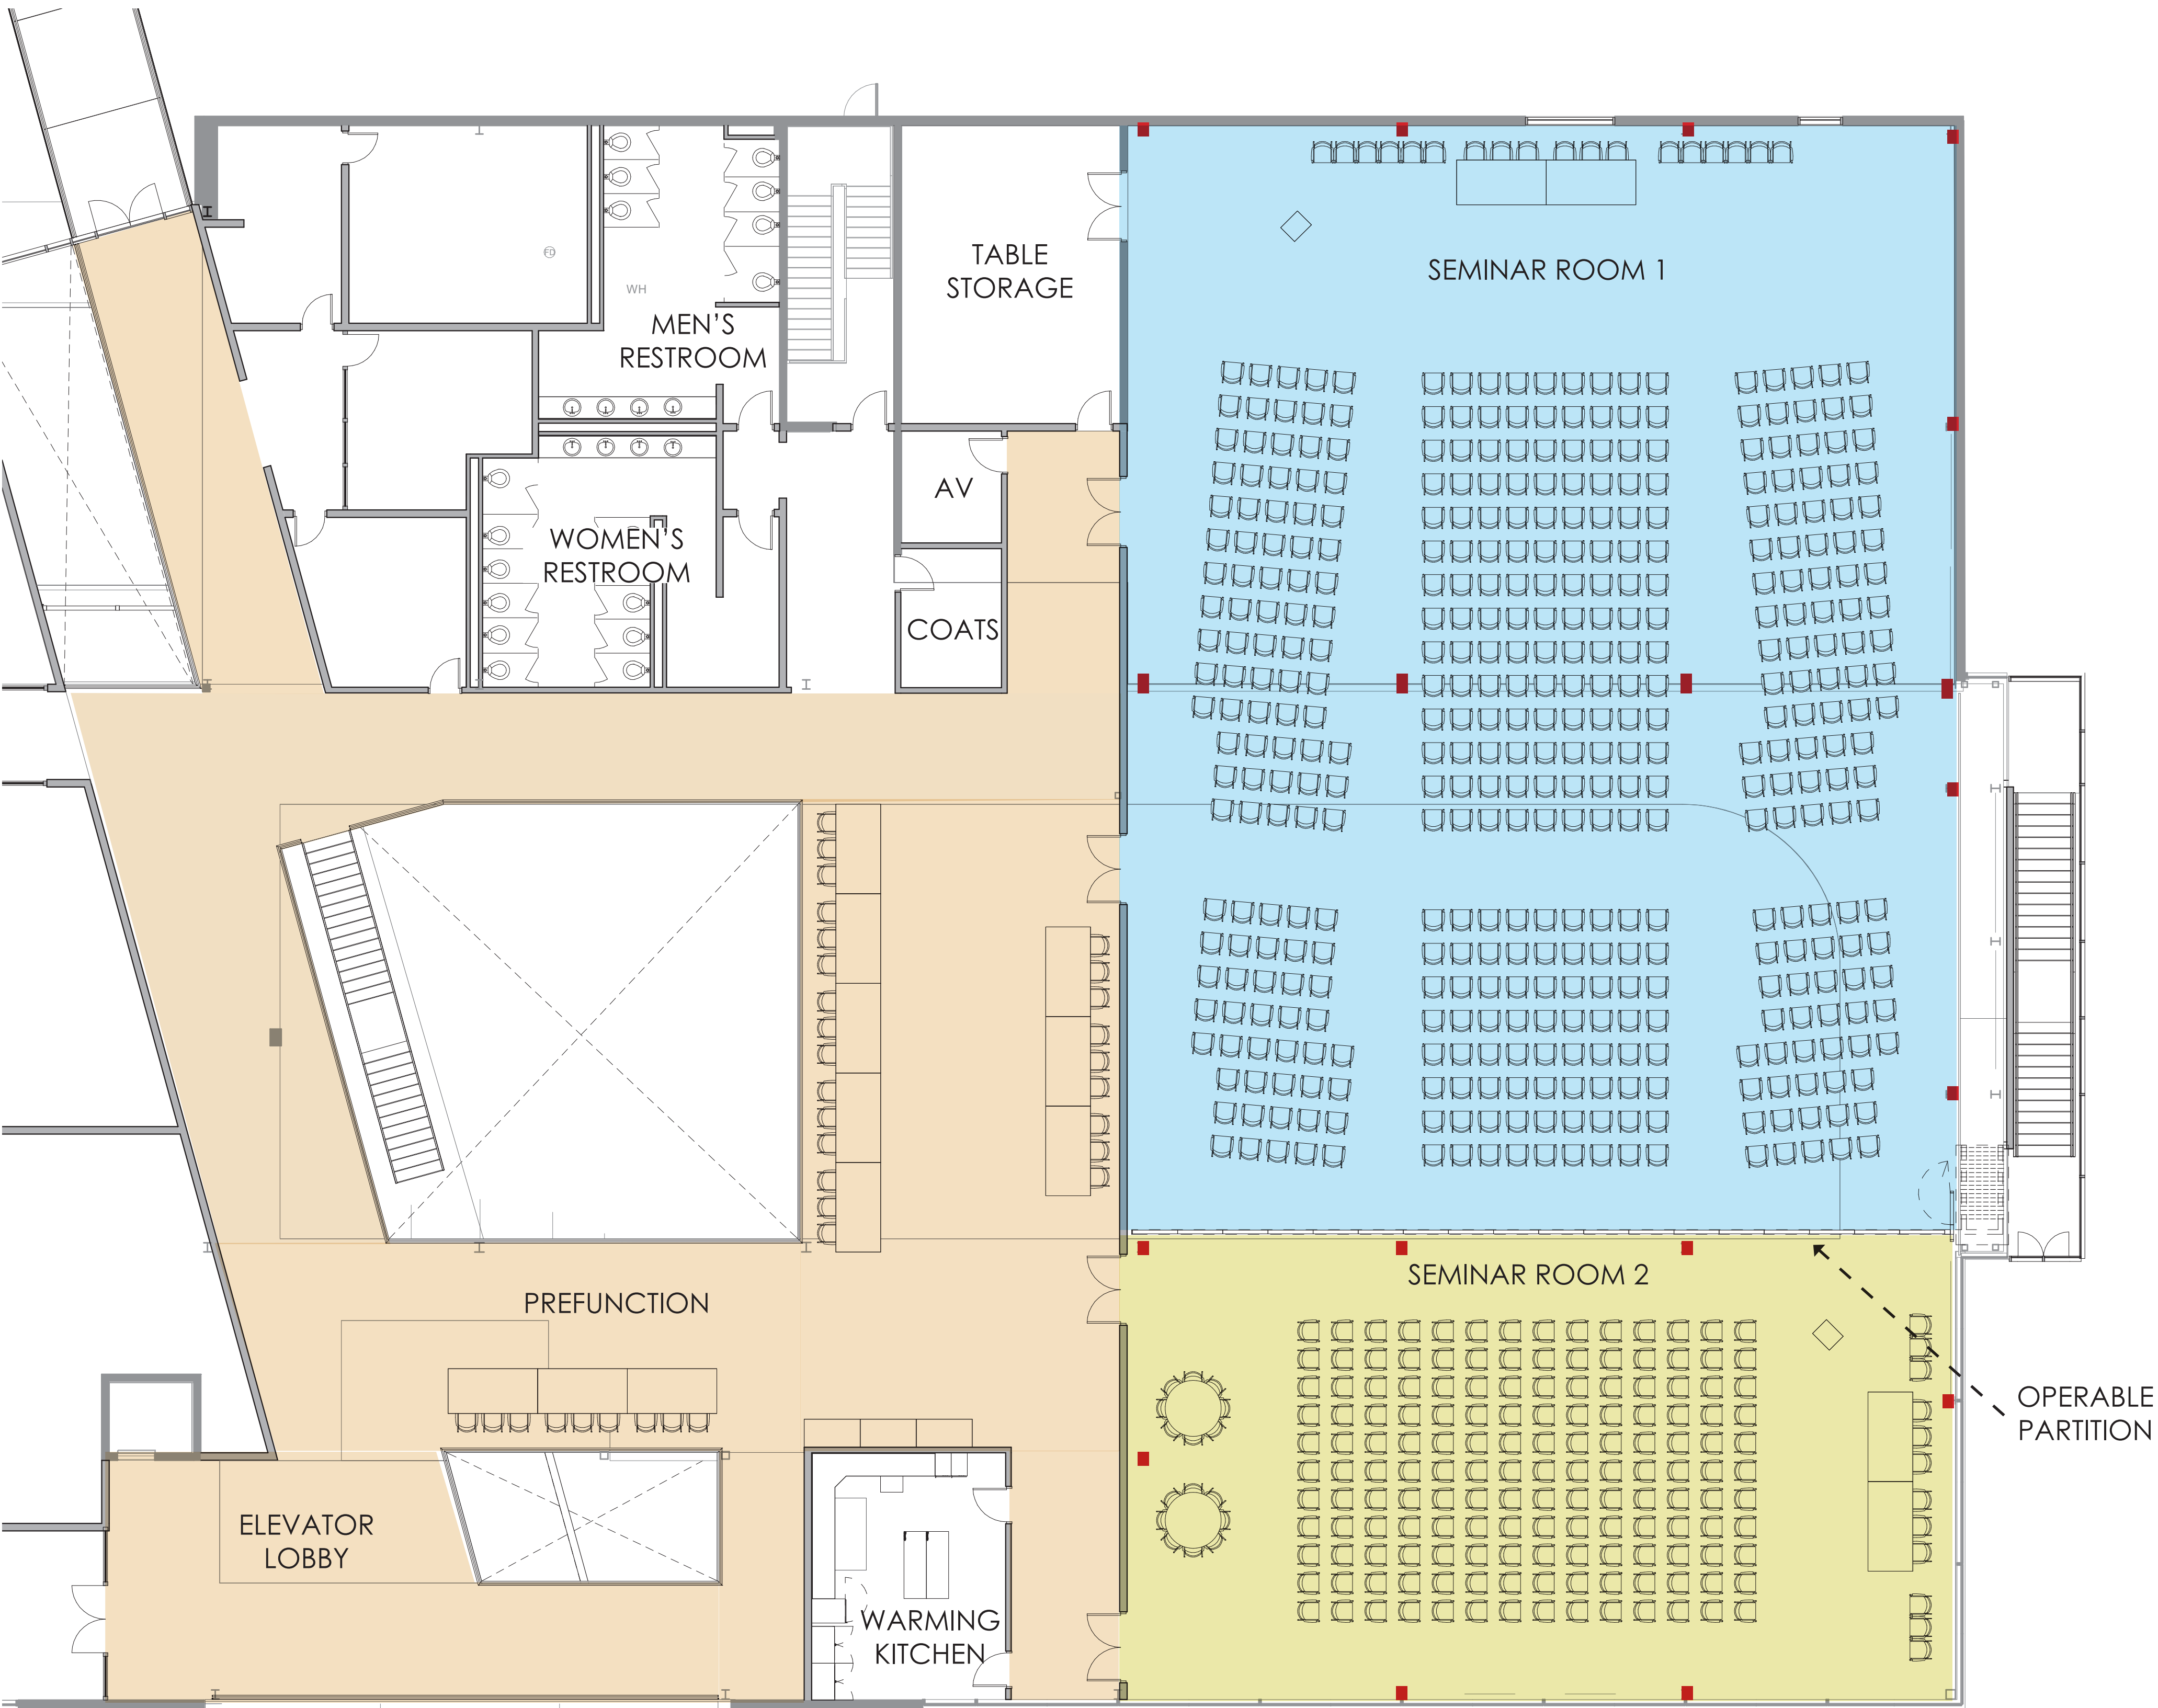 TABLE
STORAGE
SEMINAR ROOM 1
FD
WH
MEN'S
RESTROOM
AV
WOMEN'S
RESTROOM
COATS
SEMINAR ROOM 2
PREFUNCTION
OPERABLE
PARTITION
ELEVATOR
LOBBY
WARMING
KITCHEN